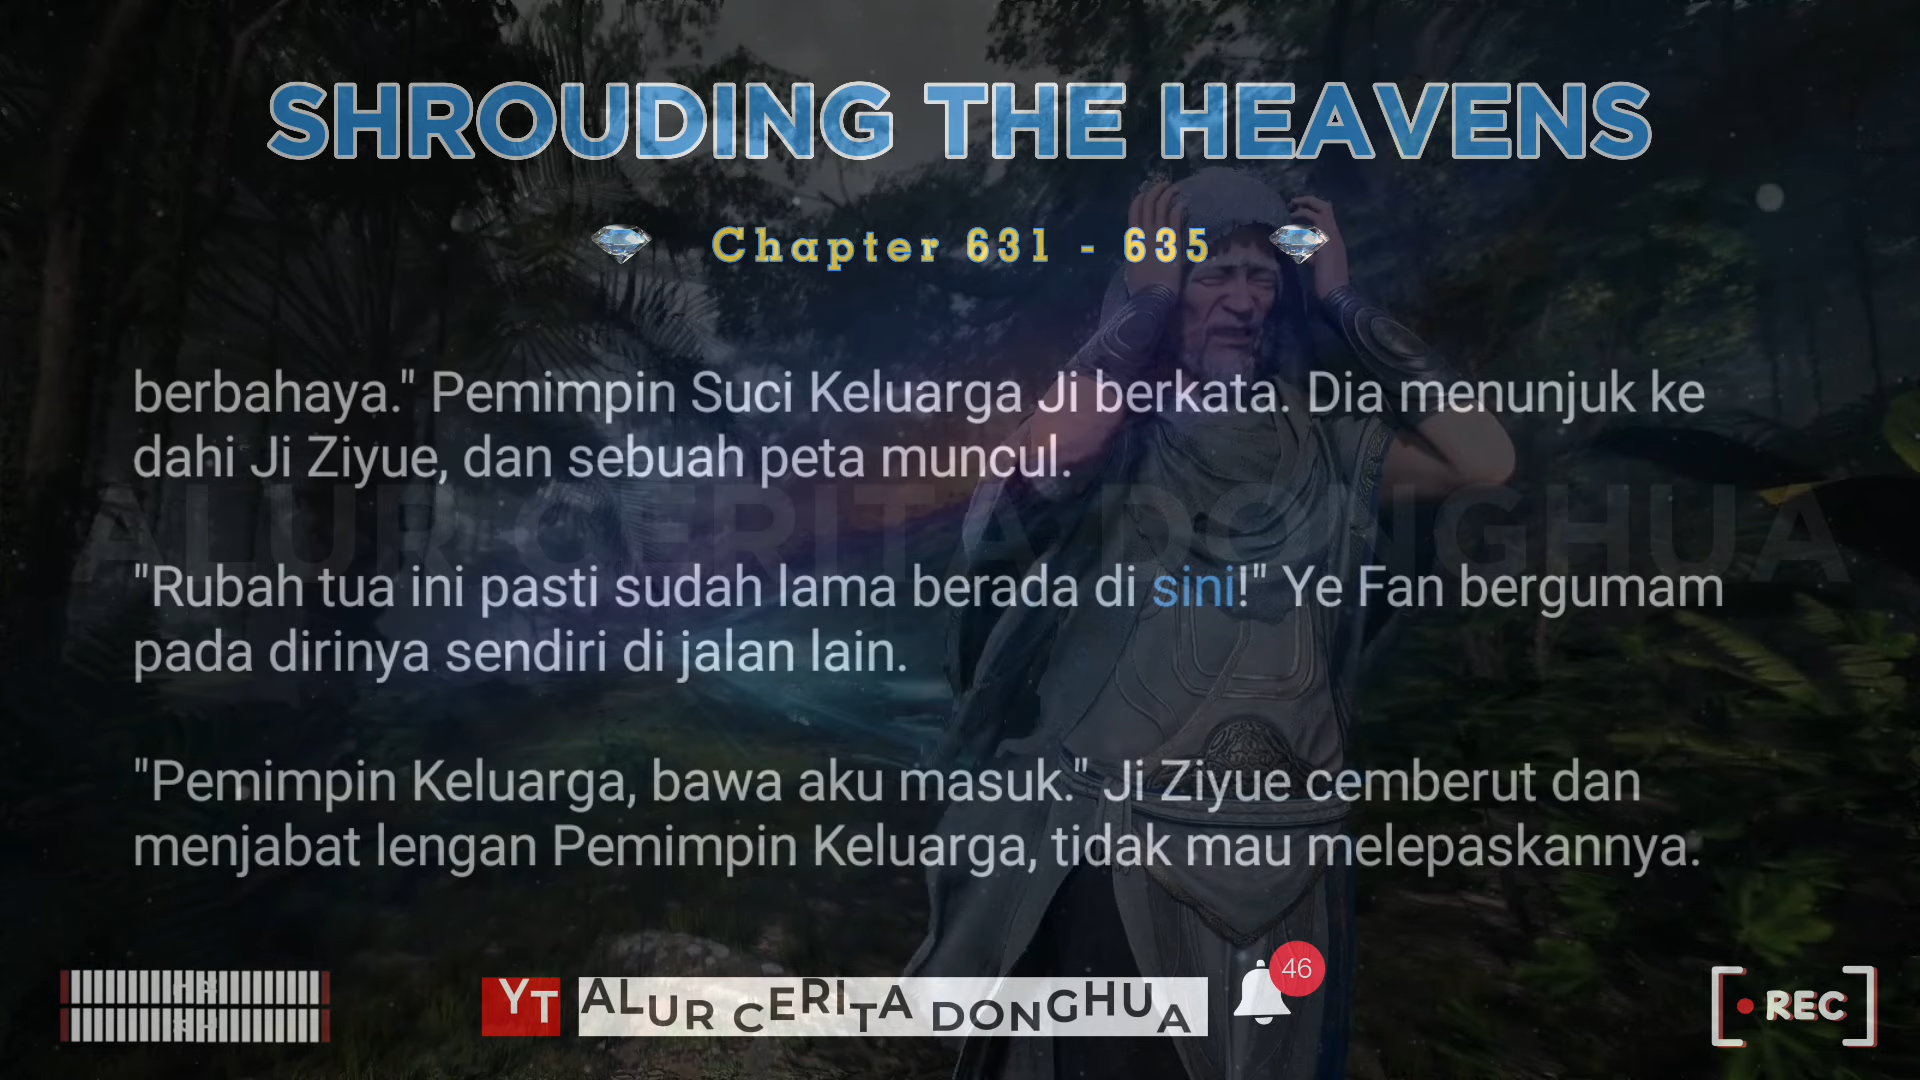 SHROUDING THE HEAVENS
Chapter 631 - 635
berbahaya." Pemimpin Suci Keluarga Ji berkata. Dia menunjuk ke
dahi Ji Ziyue, dan sebuah peta muncul.
ALUR CERITA DONGHUA
"Rubah tua ini pasti sudah lama berada di sini!" Ye Fan bergumam
pada dirinya sendiri di jalan lain.
"Pemimpin Keluarga, bawa aku masuk." Ji Ziyue cemberut dan
menjabat lengan Pemimpin Keluarga, tidak mau melepaskannya.
YT ALUR CERITA DONGHUA 46
REC